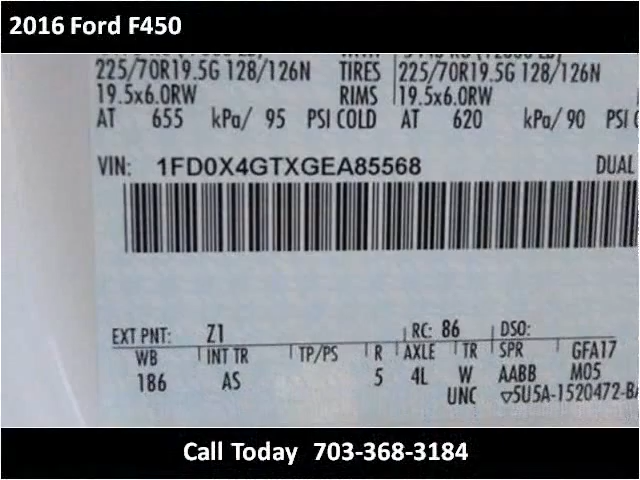 2016 Ford F450
225/70R19.5G 128/126N TIRES 225/70R19.5G 128/126N
19.5x6.0RW RIMS 19.5x6.0RW
AT 655 kPa/ 95 PSI COLD AT 620 kPa/ 90 PSI
VIN: 1FD0X4GTXGEA85568 DUAL
EXT PNT: Z1 RC: 86 DSO:
WB INT TR TP/PS R AXLE TR SPR GFA17
186 AS 5 4L W AABB M05
UNC ▽5U5A-1520472-BA
Call Today 703-368-3184